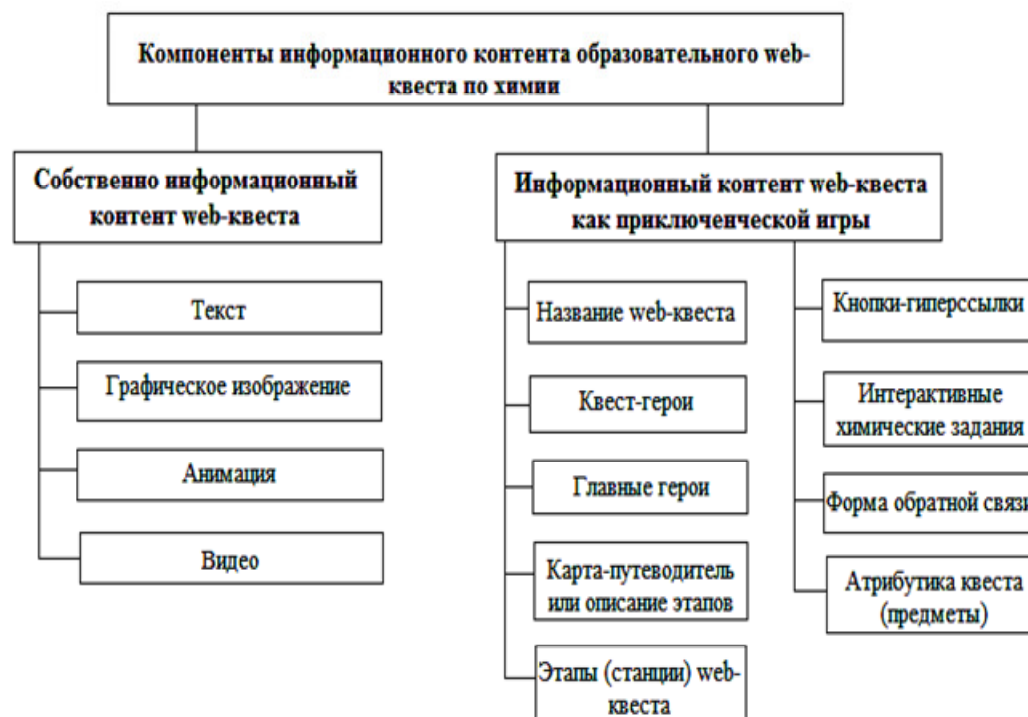 Компоненты информационного контента образовательного web-
квеста по химии
Собственно информационный
контент web-квеста
Текст
Графическое изображение
Анимация
Видео
Информационный контент web-квеста
как приключенческой игры
Название web-квеста
Квест-герои
Главные герои
Карта-путеводитель
или описание этапов
Этапы (станции) web-
квеста
Кнопки-гиперссылки
Интерактивные
химические задания
Форма обратной связи
Атрибутика квеста
(предметы)